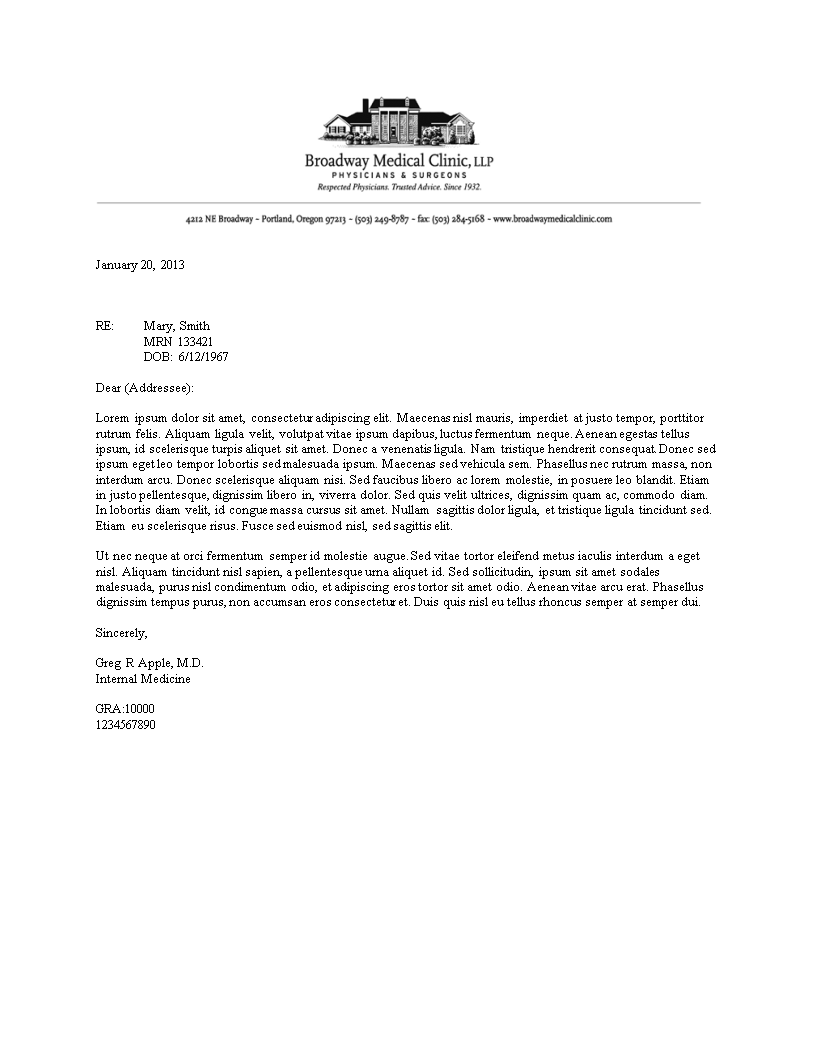 Broadway Medical Clinic, LLP
PHYSICIANS & SURGEONS
Respected Physicians. Trusted Advice. Since 1932.
4212 NE Broadway ~ Portland, Oregon 97213 ~ (503) 249-8787 ~ fax: (503) 284-5168 ~ www.broadwaymedicalclinic.com
January 20, 2013
RE: Mary, Smith
MRN 133421
DOB: 6/12/1967
Dear (Addressee):
Lorem ipsum dolor sit amet, consectetur adipiscing elit. Maecenas nisl mauris, imperdiet at justo tempor, porttitor
rutrum felis. Aliquam ligula velit, volutpat vitae ipsum dapibus, luctus fermentum neque. Aenean egestas tellus
ipsum, id scelerisque turpis aliquet sit amet. Donec a venenatis ligula. Nam tristique hendrerit consequat. Donec sed
ipsum eget leo tempor lobortis sed malesuada ipsum. Maecenas sed vehicula sem. Phasellus nec rutrum massa, non
interdum arcu. Donec scelerisque aliquam nisi. Sed faucibus libero ac lorem molestie, in posuere leo blandit. Etiam
in justo pellentesque, dignissim libero in, viverra dolor. Sed quis velit ultrices, dignissim quam ac, commodo diam.
In lobortis diam velit, id congue massa cursus sit amet. Nullam sagittis dolor ligula, et tristique ligula tincidunt sed.
Etiam eu scelerisque risus. Fusce sed euismod nisl, sed sagittis elit.
Ut nec neque at orci fermentum semper id molestie augue. Sed vitae tortor eleifend metus iaculis interdum a eget
nisl. Aliquam tincidunt nisl sapien, a pellentesque urna aliquet id. Sed sollicitudin, ipsum sit amet sodales
malesuada, purus nisl condimentum odio, et adipiscing eros tortor sit amet odio. Aenean vitae arcu erat. Phasellus
dignissim tempus purus, non accumsan eros consectetur et. Duis quis nisl eu tellus rhoncus semper at semper dui.
Sincerely,
Greg R Apple, M.D.
Internal Medicine
GRA:10000
1234567890